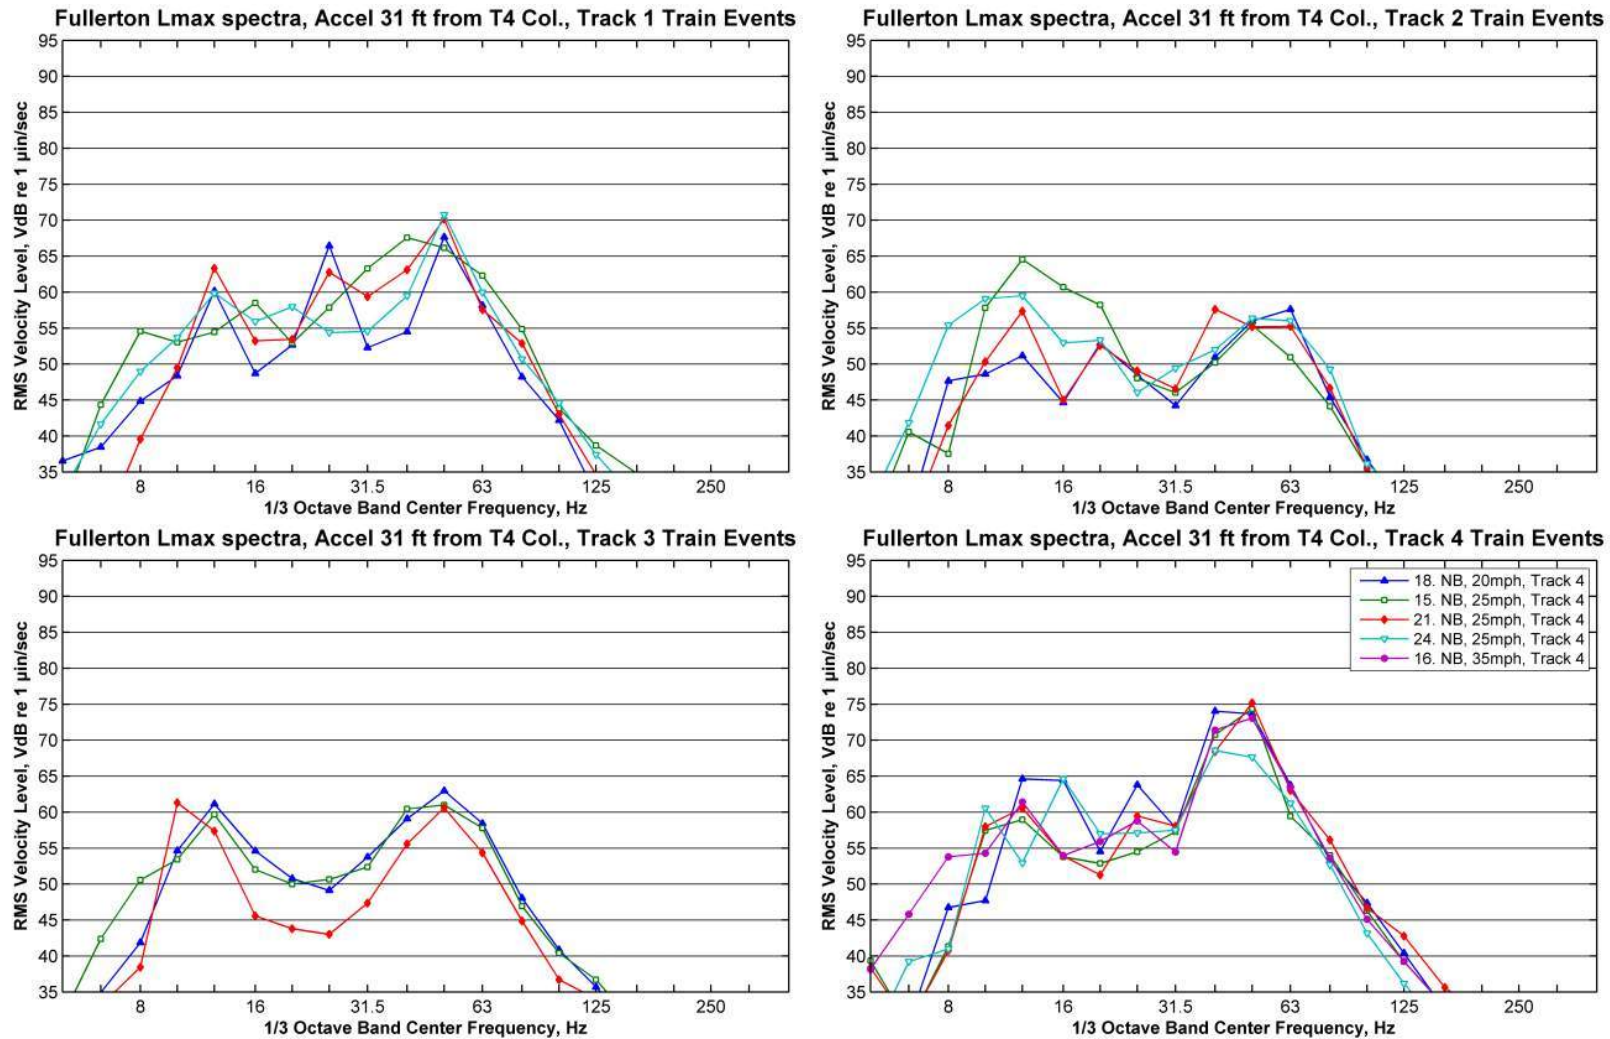 Fullerton Lmax spectra, Accel 31 ft from T4 Col., Track 1 Train Events
RMS Velocity Level, VdB re 1 µin/sec
95
90
85
80
75
70
65
60
55
50
45
40
35
8 16 31.5 63 125 250
1/3 Octave Band Center Frequency, Hz
Fullerton Lmax spectra, Accel 31 ft from T4 Col., Track 2 Train Events
RMS Velocity Level, VdB re 1 µin/sec
95
90
85
80
75
70
65
60
55
50
45
40
35
8 16 31.5 63 125 250
1/3 Octave Band Center Frequency, Hz
Fullerton Lmax spectra, Accel 31 ft from T4 Col., Track 3 Train Events
RMS Velocity Level, VdB re 1 µin/sec
95
90
85
80
75
70
65
60
55
50
45
40
35
8 16 31.5 63 125 250
1/3 Octave Band Center Frequency, Hz
Fullerton Lmax spectra, Accel 31 ft from T4 Col., Track 4 Train Events
RMS Velocity Level, VdB re 1 µin/sec
95
90
85
80
75
70
65
60
55
50
45
40
35
18. NB, 20mph, Track 4
15. NB, 25mph, Track 4
21. NB, 25mph, Track 4
24. NB, 25mph, Track 4
16. NB, 35mph, Track 4
8 16 31.5 63 125 250
1/3 Octave Band Center Frequency, Hz